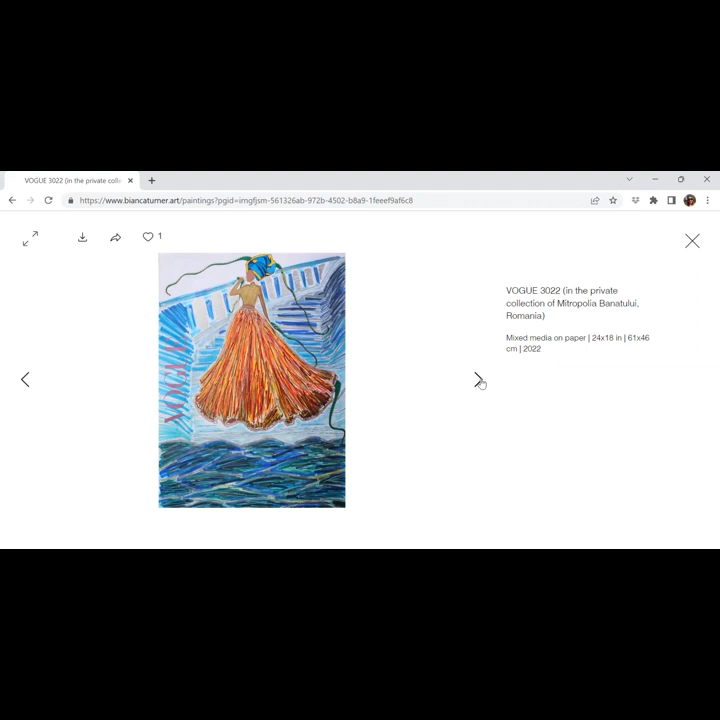 VOGUE 3022 (in the private colle
https://www.biancaturner.art/paintings?pgid=imgfjsm-561326ab-972b-4502-b8a9-1feeef9af6c8
1
VOGUE
VOGUE 3022 (in the private
collection of Mitropolia Banatului,
Romania)
Mixed media on paper | 24x18 in | 61x46
cm | 2022